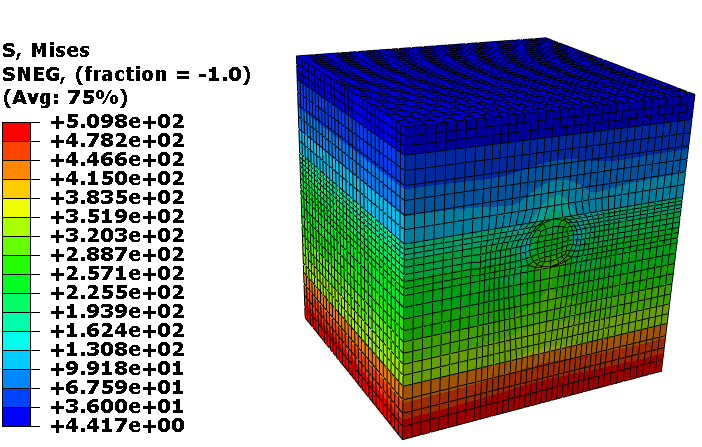 S, Mises
SNEG, (fraction = -1.0)
(Avg: 75%)
+5.098e+02
+4.782e+02
+4.466e+02
+4.150e+02
+3.835e+02
+3.519e+02
+3.203e+02
+2.887e+02
+2.571e+02
+2.255e+02
+1.939e+02
+1.624e+02
+1.308e+02
+9.918e+01
+6.759e+01
+3.600e+01
+4.417e+00